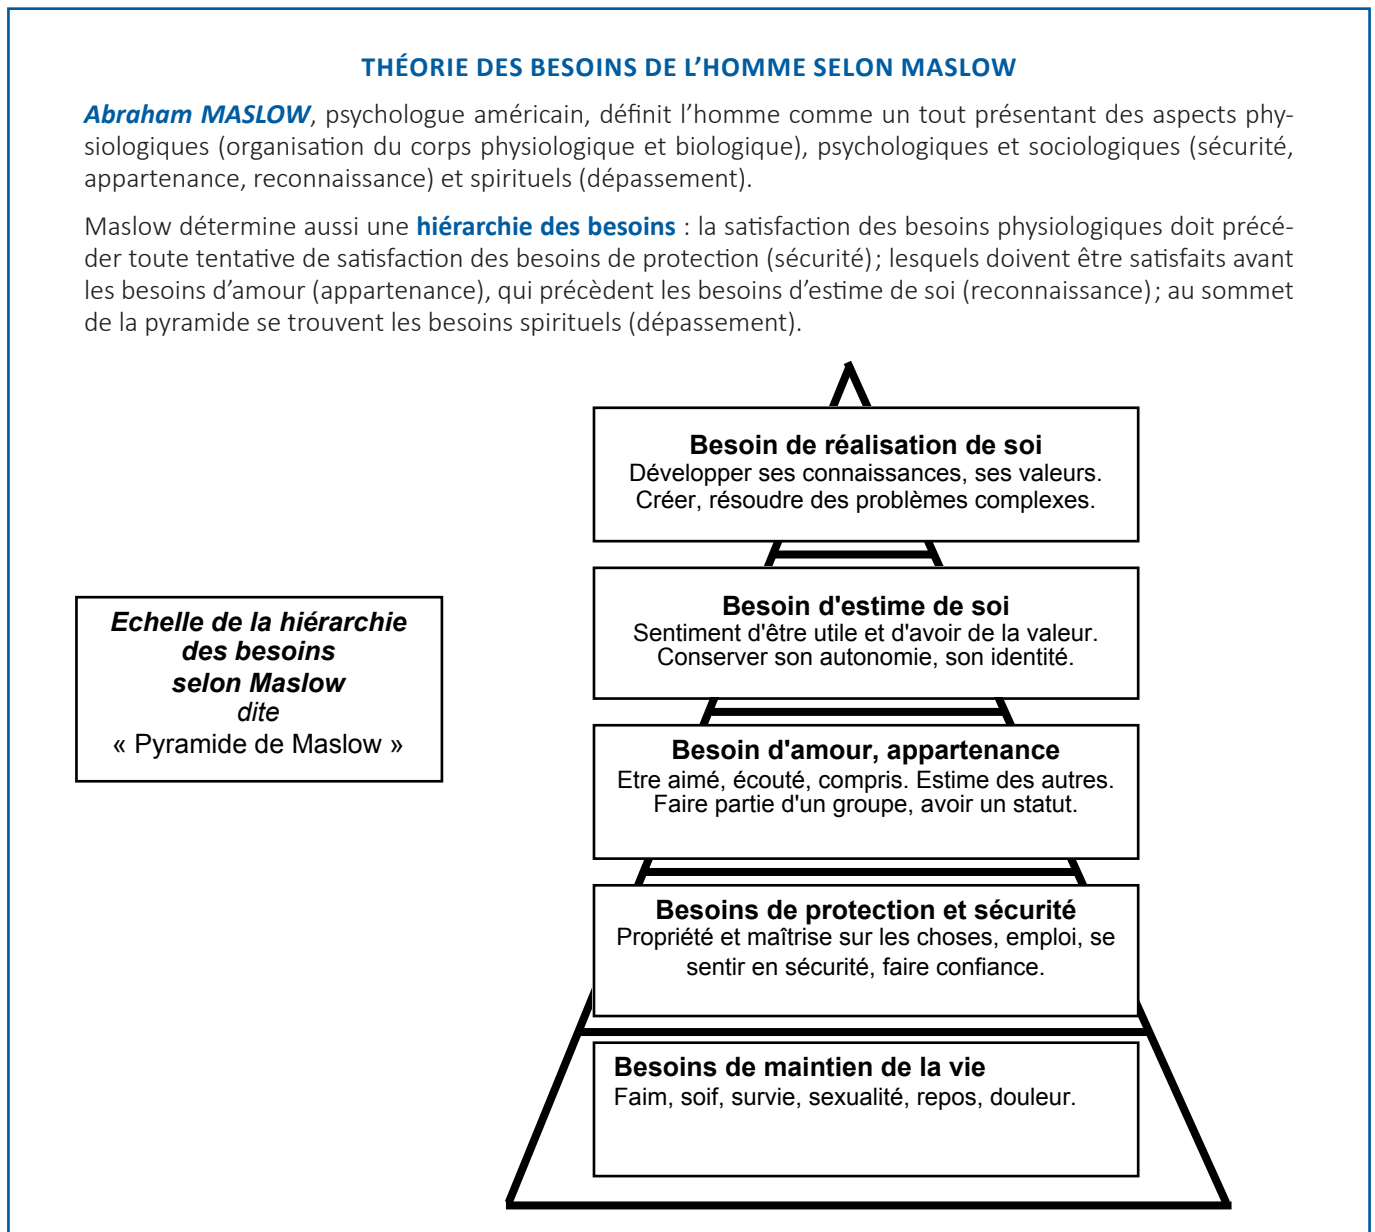 THÉORIE DES BESOINS DE L’HOMME SELON MASLOW
Abraham MASLOW, psychologue américain, définit l’homme comme un tout présentant des aspects phy-
siologiques (organisation du corps physiologique et biologique), psychologiques et sociologiques (sécurité,
appartenance, reconnaissance) et spirituels (dépassement).
Maslow détermine aussi une hiérarchie des besoins : la satisfaction des besoins physiologiques doit précé-
der toute tentative de satisfaction des besoins de protection (sécurité) ; lesquels doivent être satisfaits avant
les besoins d’amour (appartenance), qui précèdent les besoins d’estime de soi (reconnaissance) ; au sommet
de la pyramide se trouvent les besoins spirituels (dépassement).
Echelle de la hiérarchie
des besoins
selon Maslow
dite
« Pyramide de Maslow »
Besoin de réalisation de soi
Développer ses connaissances, ses valeurs.
Créer, résoudre des problèmes complexes.
Besoin d'estime de soi
Sentiment d'être utile et d'avoir de la valeur.
Conserver son autonomie, son identité.
Besoin d'amour, appartenance
Etre aimé, écouté, compris. Estime des autres.
Faire partie d'un groupe, avoir un statut.
Besoins de protection et sécurité
Propriété et maîtrise sur les choses, emploi, se
sentir en sécurité, faire confiance.
Besoins de maintien de la vie
Faim, soif, survie, sexualité, repos, douleur.